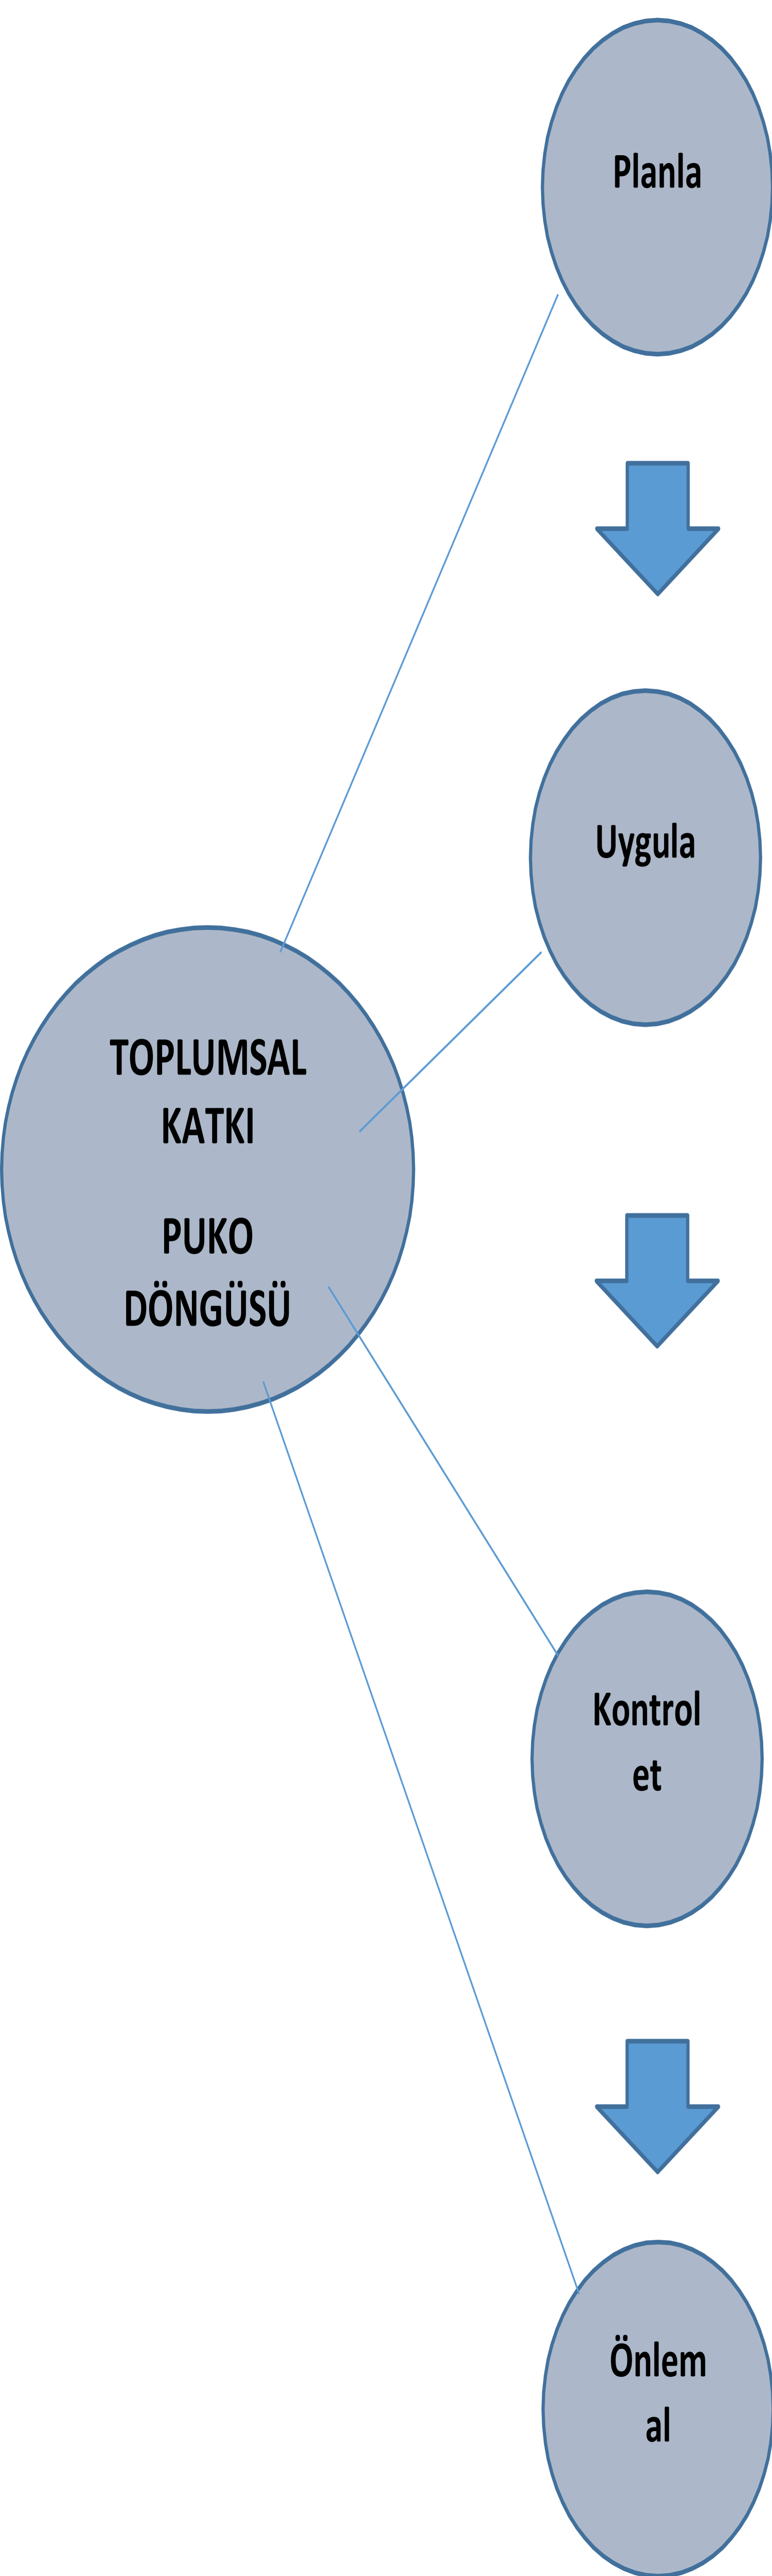 Planla
Uygula
TOPLUMSAL
KATKI
PUKO
DÖNGÜSÜ
Kontrol
et
Önlem
al